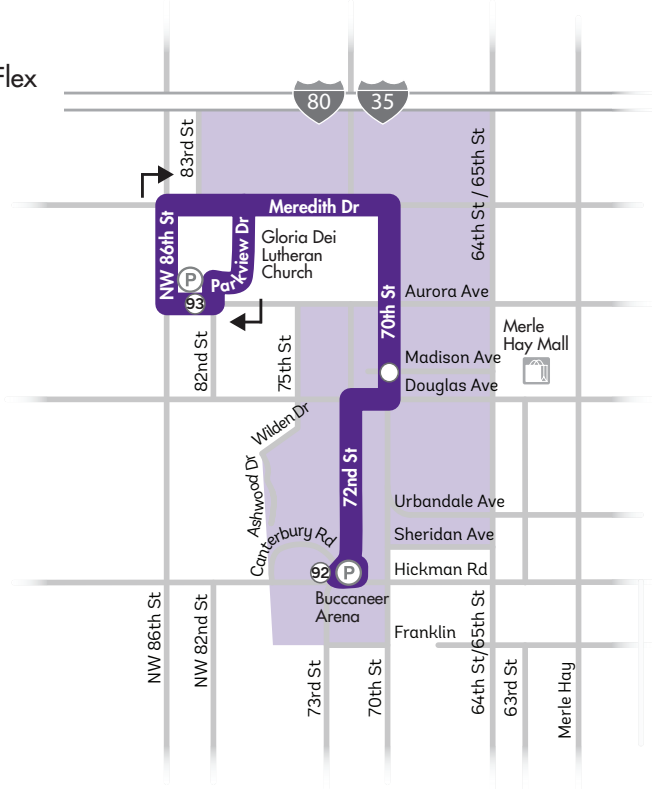 Flex
80
35
83rd St
64th St / 65th St
Meredith Dr
NW 86th St
Parkview Dr
Gloria Dei
Lutheran
Church
P
93
70th St
Aurora Ave
Merle
Hay Mall
82nd St
75th St
Madison Ave
Douglas Ave
Wilden Dr
Ashwood Dr
72nd St
Urbandale Ave
Canterbury Rd
Sheridan Ave
92
P
Hickman Rd
Buccaneer
Arena
Franklin
NW 86th St
NW 82nd St
73rd St
70th St
64th St/65th St
63rd St
Merle Hay